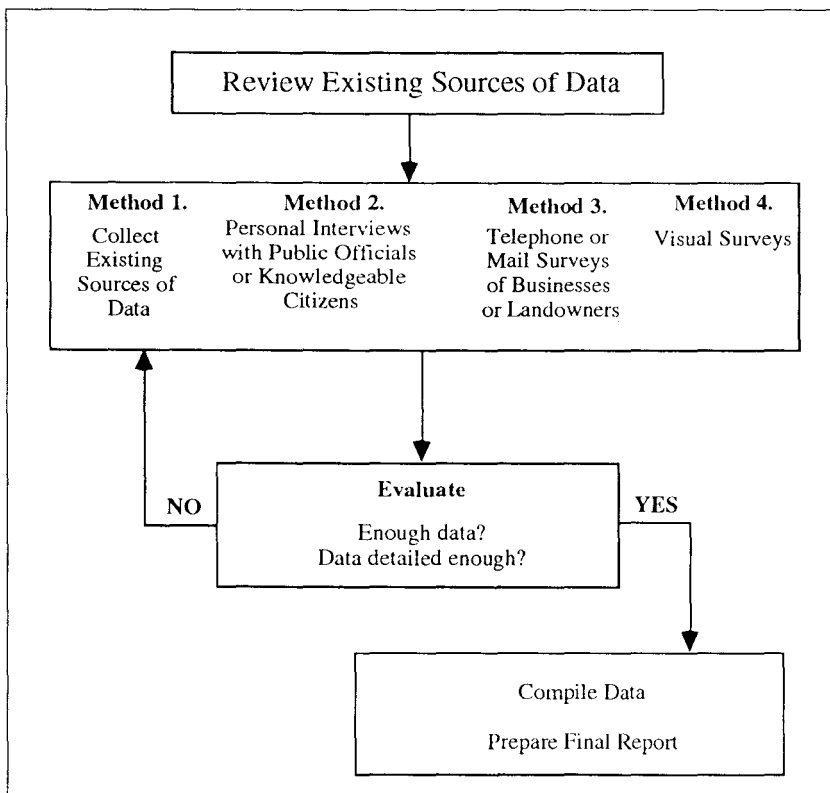 Review Existing Sources of Data
Method 1.
Collect
Existing
Sources of
Data
Method 2.
Personal Interviews
with Public Officials
or Knowledgeable
Citizens
Method 3.
Telephone or
Mail Surveys
of Businesses
or Landowners
Method 4.
Visual Surveys
NO
Evaluate
Enough data?
Data detailed enough?
YES
Compile Data
Prepare Final Report